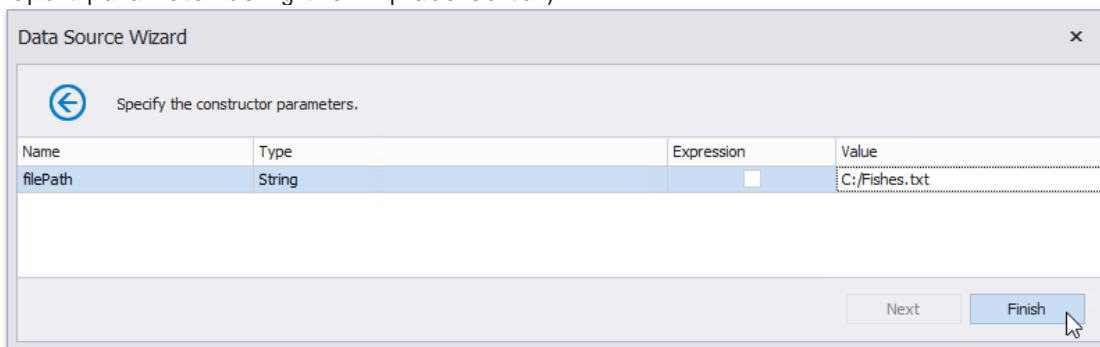 Data Source Wizard
Specify the constructor parameters.
Name Type Expression Value
filePath String C:/Fishes.txt
Next Finish